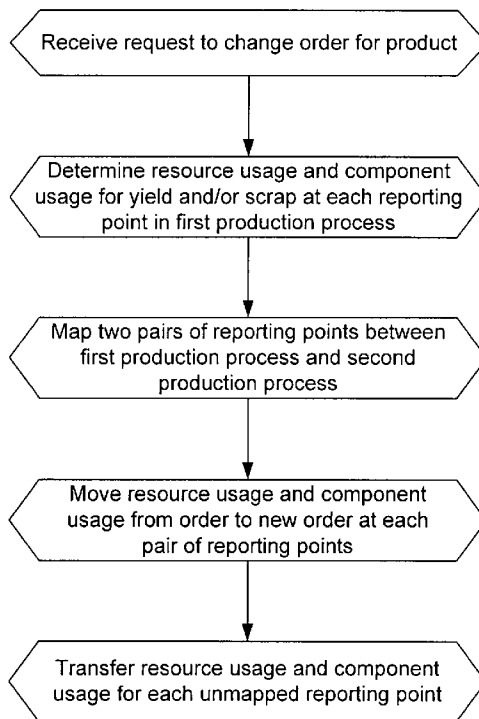 Receive request to change order for product
Determine resource usage and component
usage for yield and/or scrap at each reporting
point in first production process
Map two pairs of reporting points between
first production process and second
production process
Move resource usage and component
usage from order to new order at each
pair of reporting points
Transfer resource usage and component
usage for each unmapped reporting point